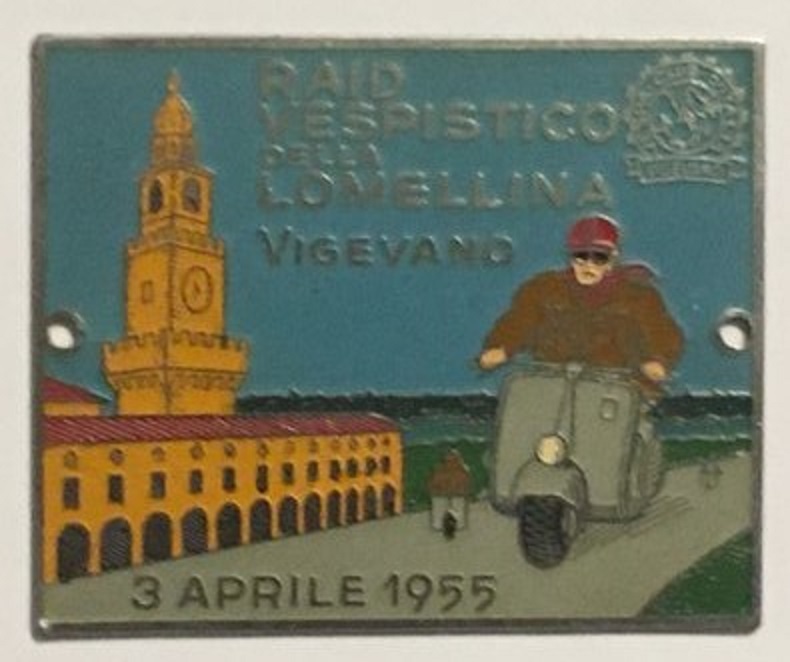 RAID
VESPISTICO
DELLA
LOMELLINA
VIGEVANO
3 APRILE 1955